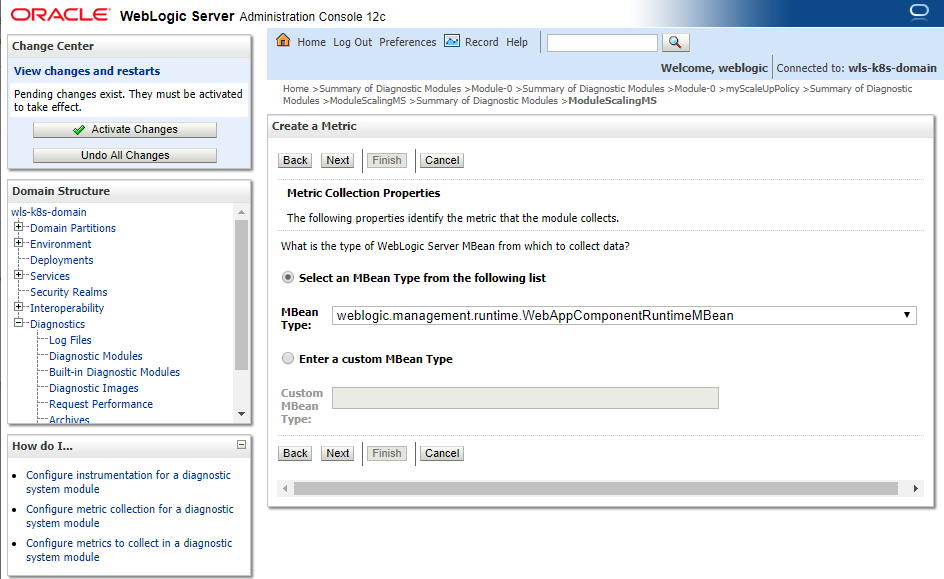 ORACLE® WebLogic Server Administration Console 12c
Change Center
View changes and restarts
Pending changes exist. They must be activated
to take effect.
Activate Changes
Undo All Changes
Domain Structure
wls-k8s-domain
Domain Partitions
Environment
Deployments
Services
Security Realms
Interoperability
Diagnostics
Log Files
Diagnostic Modules
Built-in Diagnostic Modules
Diagnostic Images
Request Performance
Archives
How do I...
Configure instrumentation for a diagnostic
system module
Configure metric collection for a diagnostic
system module
Configure metrics to collect in a diagnostic
system module
Home Log Out Preferences Record Help
Welcome, weblogic Connected to: wls-k8s-domain
Home >Summary of Diagnostic Modules >Module-0 >Summary of Diagnostic Modules >Module-0 >myScaleUpPolicy >Summary of Diagnostic
Modules >ModuleScalingMS >Summary of Diagnostic Modules >ModuleScalingMS
Create a Metric
Back Next Finish Cancel
Metric Collection Properties
The following properties identify the metric that the module collects.
What is the type of WebLogic Server MBean from which to collect data?
Select an MBean Type from the following list
MBean
Type:
weblogic.management.runtime.WebAppComponentRuntimeMBean
Enter a custom MBean Type
Custom
MBean
Type:
Back Next Finish Cancel